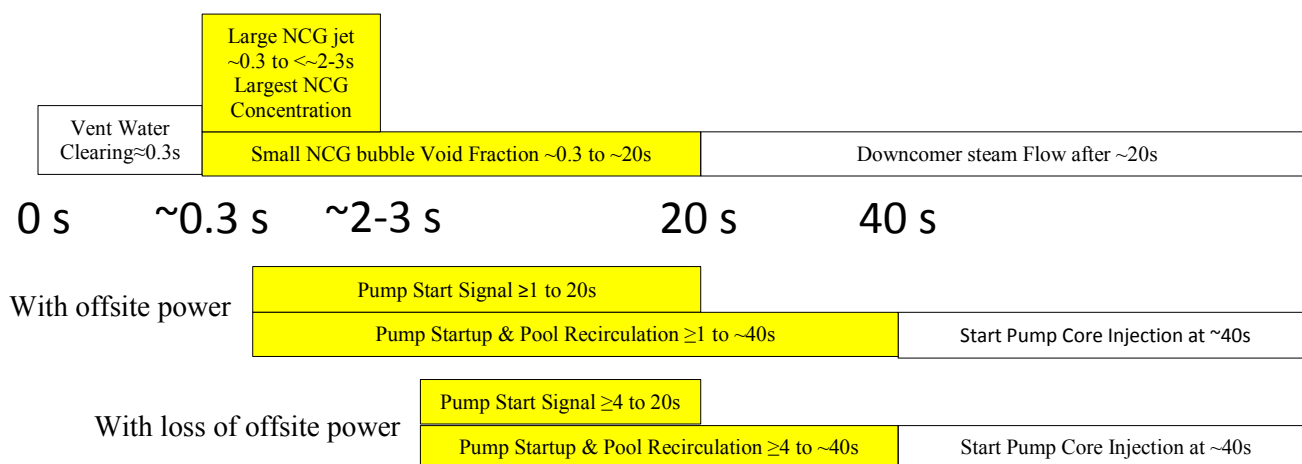 Large NCG jet
~0.3 to <~2-3s
Largest NCG
Concentration
Vent Water
Clearing≈0.3s
Small NCG bubble Void Fraction ~0.3 to ~20s
Downcomer steam Flow after ~20s
0 s
~0.3 s
~2-3 s
20 s
40 s
With offsite power
Pump Start Signal ≥1 to 20s
Pump Startup & Pool Recirculation ≥1 to ~40s
Start Pump Core Injection at ~40s
With loss of offsite power
Pump Start Signal ≥4 to 20s
Pump Startup & Pool Recirculation ≥4 to ~40s
Start Pump Core Injection at ~40s